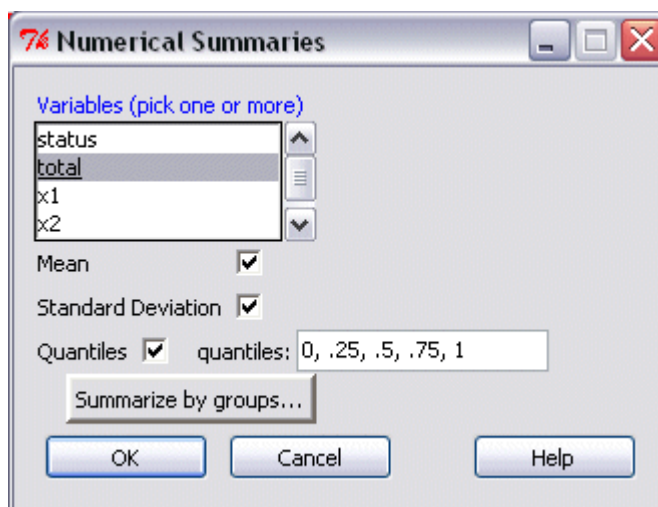 Numerical Summaries
Variables (pick one or more)
status
total
x1
x2
Mean
Standard Deviation
Quantiles quantiles: 0, .25, .5, .75, 1
Summarize by groups...
OK Cancel Help